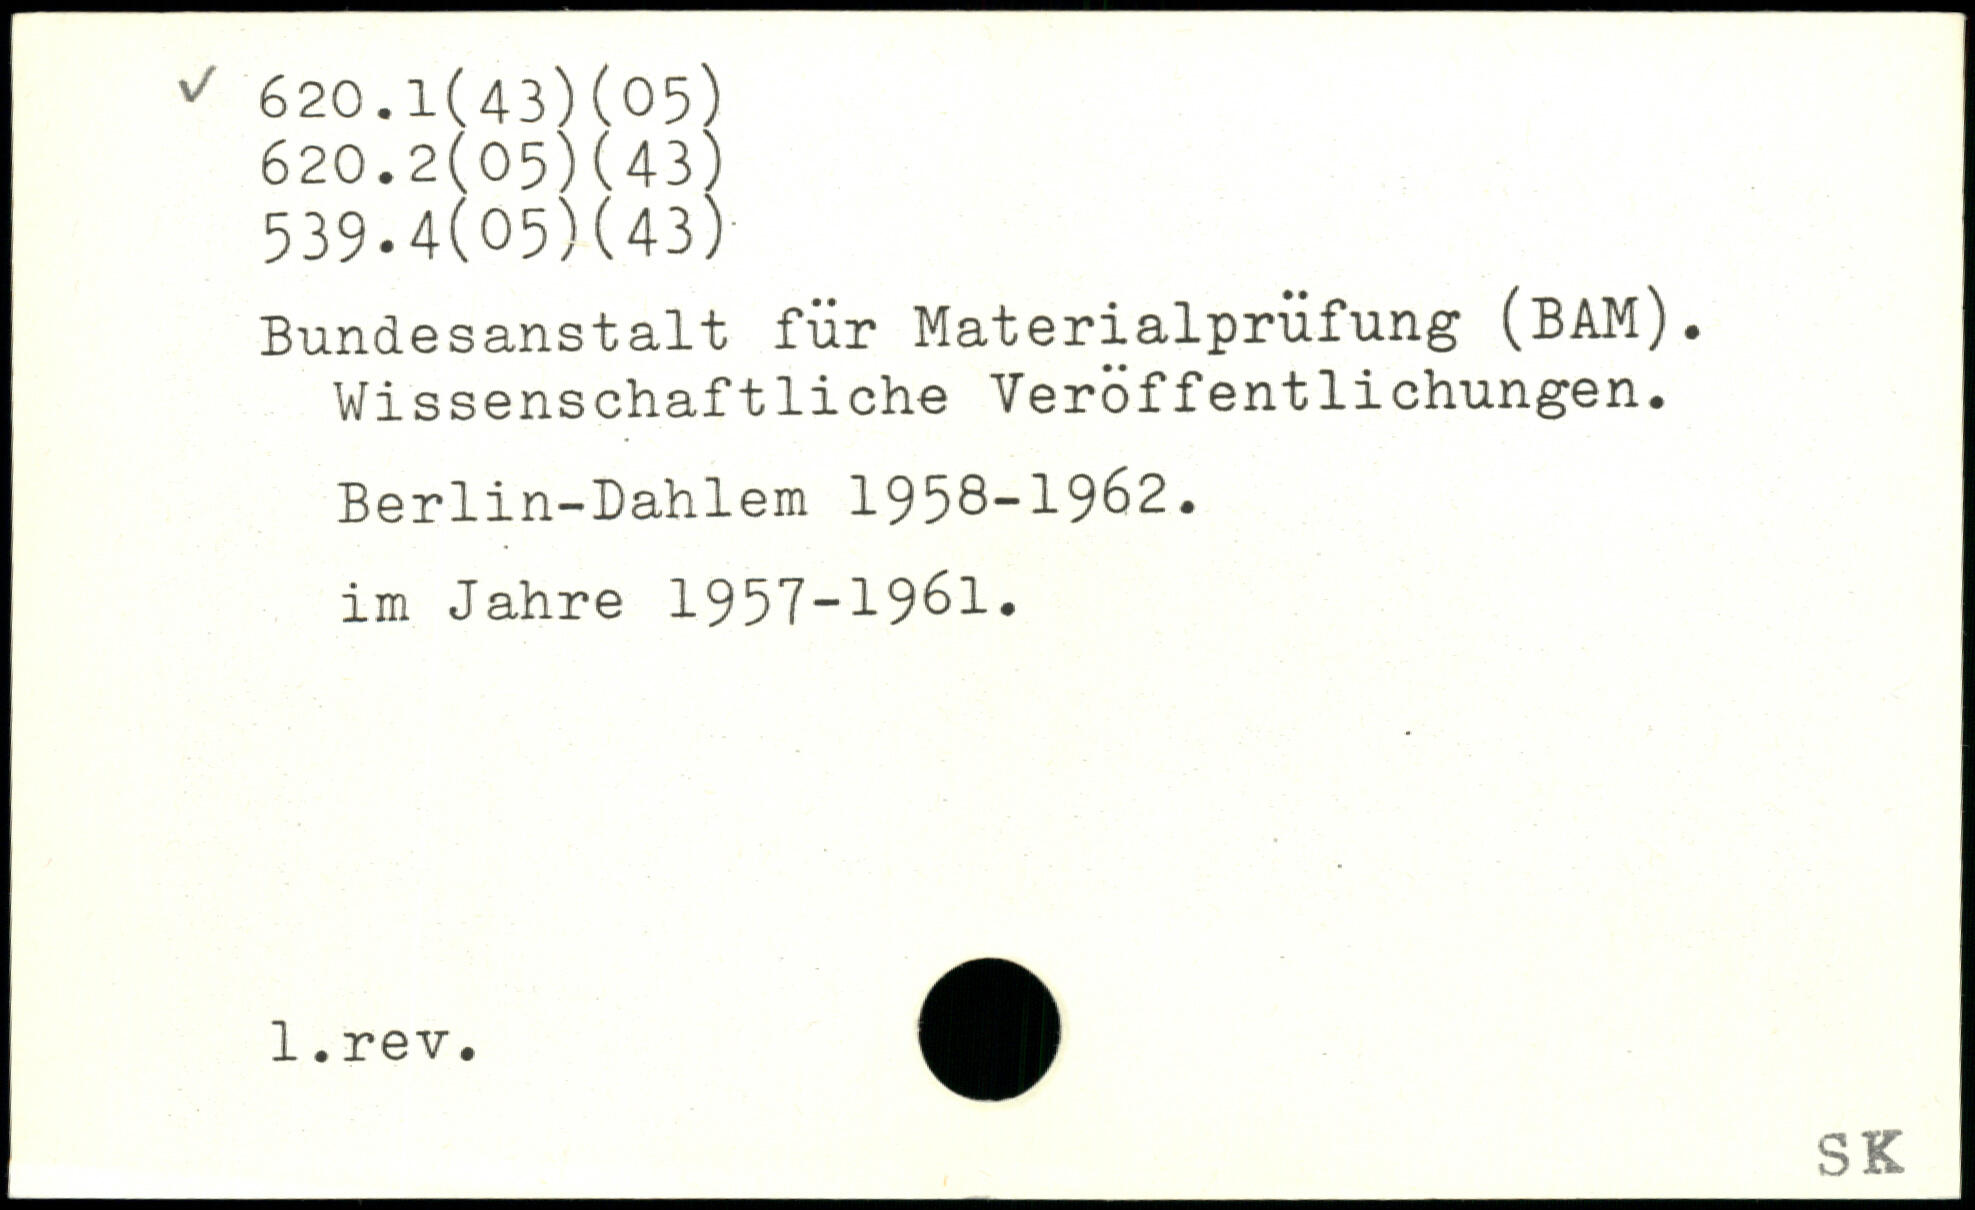 ✓ 620.1(43)(05)
620.2(05)(43)
539.4(05)(43)
Bundesanstalt für Materialprüfung (BAM).
Wissenschaftliche Veröffentlichungen.
Berlin-Dahlem 1958-1962.
im Jahre 1957-1961.
1.rev.
SK